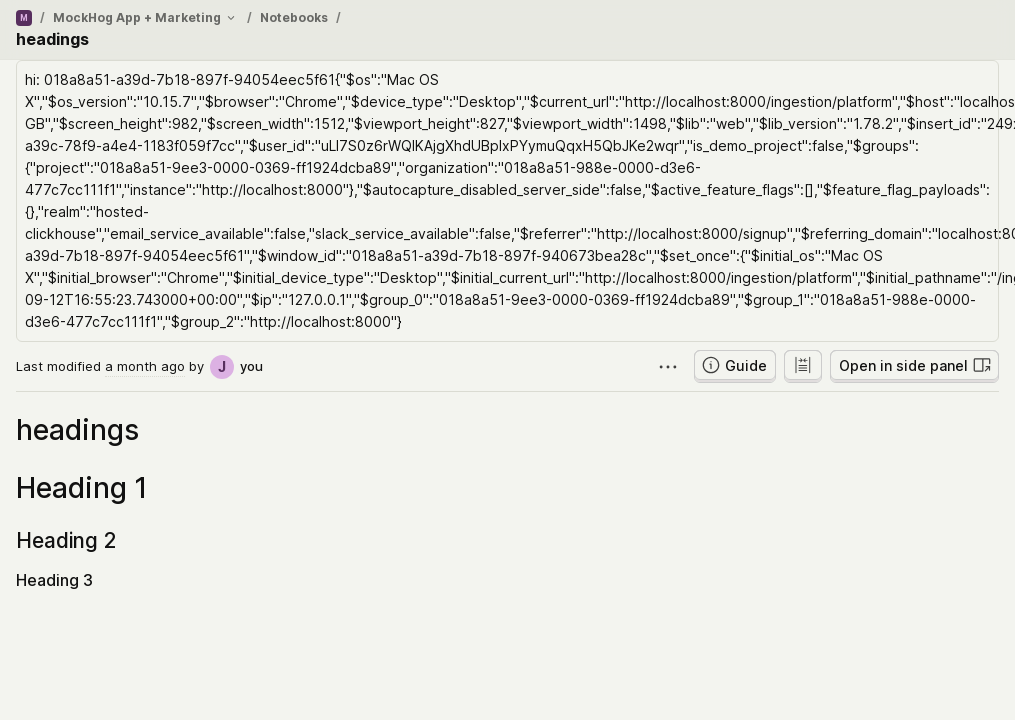 M / MockHog App + Marketing / Notebooks /
headings
hi: 018a8a51-a39d-7b18-897f-94054eec5f61{"$os":"Mac OS
X","$os_version":"10.15.7","$browser":"Chrome","$device_type":"Desktop","$current_url":"http://localhost:8000/ingestion/platform","$host":"localhos
GB","$screen_height":982,"$screen_width":1512,"$viewport_height":827,"$viewport_width":1498,"$lib":"web","$lib_version":"1.78.2","$insert_id":"249
a39c-78f9-a4e4-1183f059f7cc","$user_id":"uLI7S0z6rWQIKAjgXhdUBpIxPYymuQqxH5QbJKe2wqr","is_demo_project":false,"$groups":
{"project":"018a8a51-9ee3-0000-0369-ff1924dcba89","organization":"018a8a51-988e-0000-d3e6-
477c7cc111f1","instance":"http://localhost:8000"},"$autocapture_disabled_server_side":false,"$active_feature_flags":[],"$feature_flag_payloads":
{},"realm":"hosted-
clickhouse","email_service_available":false,"slack_service_available":false,"$referrer":"http://localhost:8000/signup","$referring_domain":"localhost:80
a39d-7b18-897f-94054eec5f61","$window_id":"018a8a51-a39d-7b18-897f-940673bea28c","$set_once":{"$initial_os":"Mac OS
X","$initial_browser":"Chrome","$initial_device_type":"Desktop","$initial_current_url":"http://localhost:8000/ingestion/platform","$initial_pathname":"/ing
09-12T16:55:23.743000+00:00","$ip":"127.0.0.1","$group_0":"018a8a51-9ee3-0000-0369-ff1924dcba89","$group_1":"018a8a51-988e-0000-
d3e6-477c7cc111f1","$group_2":"http://localhost:8000"}
Last modified a month ago by J you
Guide
Open in side panel
headings
Heading 1
Heading 2
Heading 3